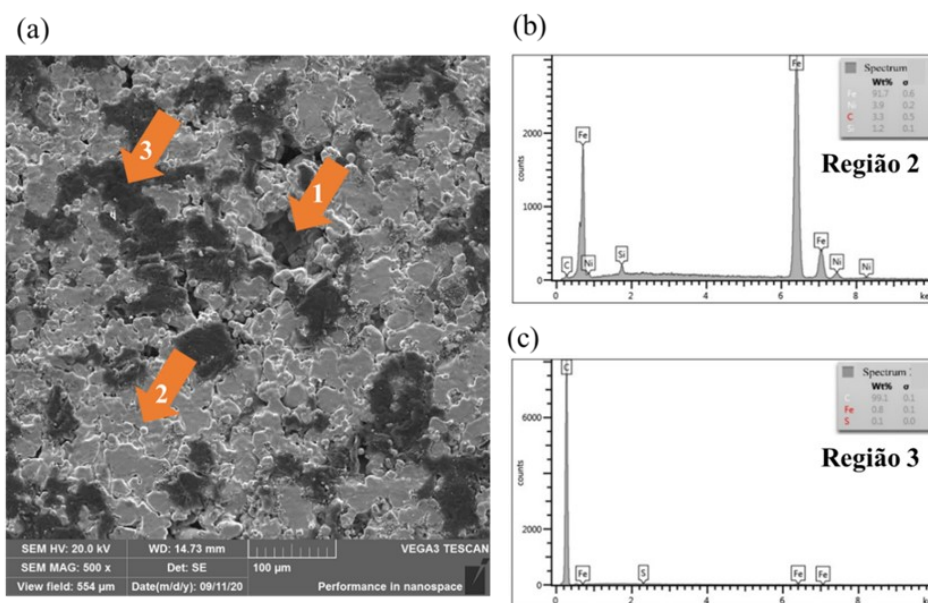 (a)
3
1
2
SEM HV: 20.0 kV WD: 14.73 mm VEGA3 TESCAN
SEM MAG: 500 x Det: SE 100 µm
View field: 554 µm Date(m/d/y): 09/11/20 Performance in nanospace
(b)
Fe
Spectrum
Wt% σ
Fe 91.7 0.6
Ni 3.9 0.2
C 3.3 0.5
Si 1.2 0.1
Região 2
counts
2000
1000
0
Fe
C Ni Si Fe Ni Ni
2 4 6 8 ke
(c)
C
Spectrum
Wt% σ
C 99.1 0.1
Fe 0.8 0.1
S 0.1 0.0
Região 3
counts
6000
4000
2000
0
Fe S Fe Fe
2 4 6 8 ke